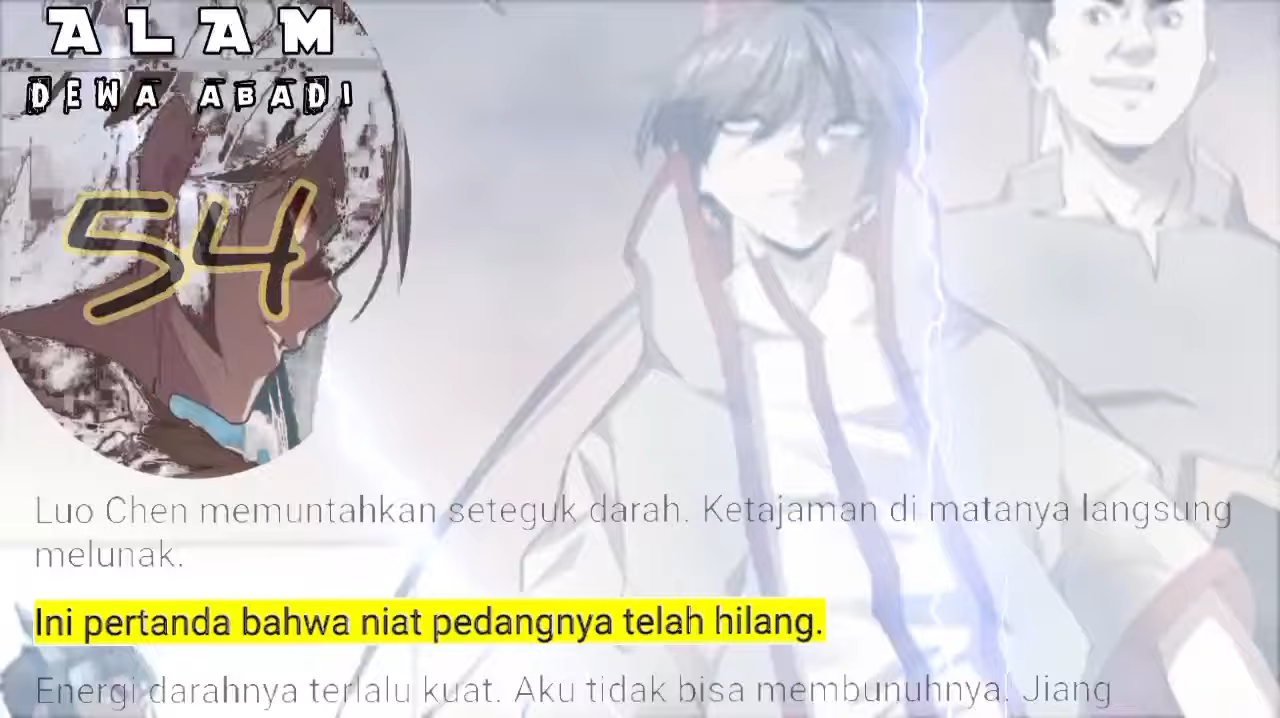 ALAM
DEWA ABADI
54
Luo Chen memuntahkan seteguk darah. Ketajaman di matanya langsung
melunak.
Ini pertanda bahwa niat pedangnya telah hilang.
Energi darahnya terlalu kuat. Aku tidak bisa membunuhnya. Jiang